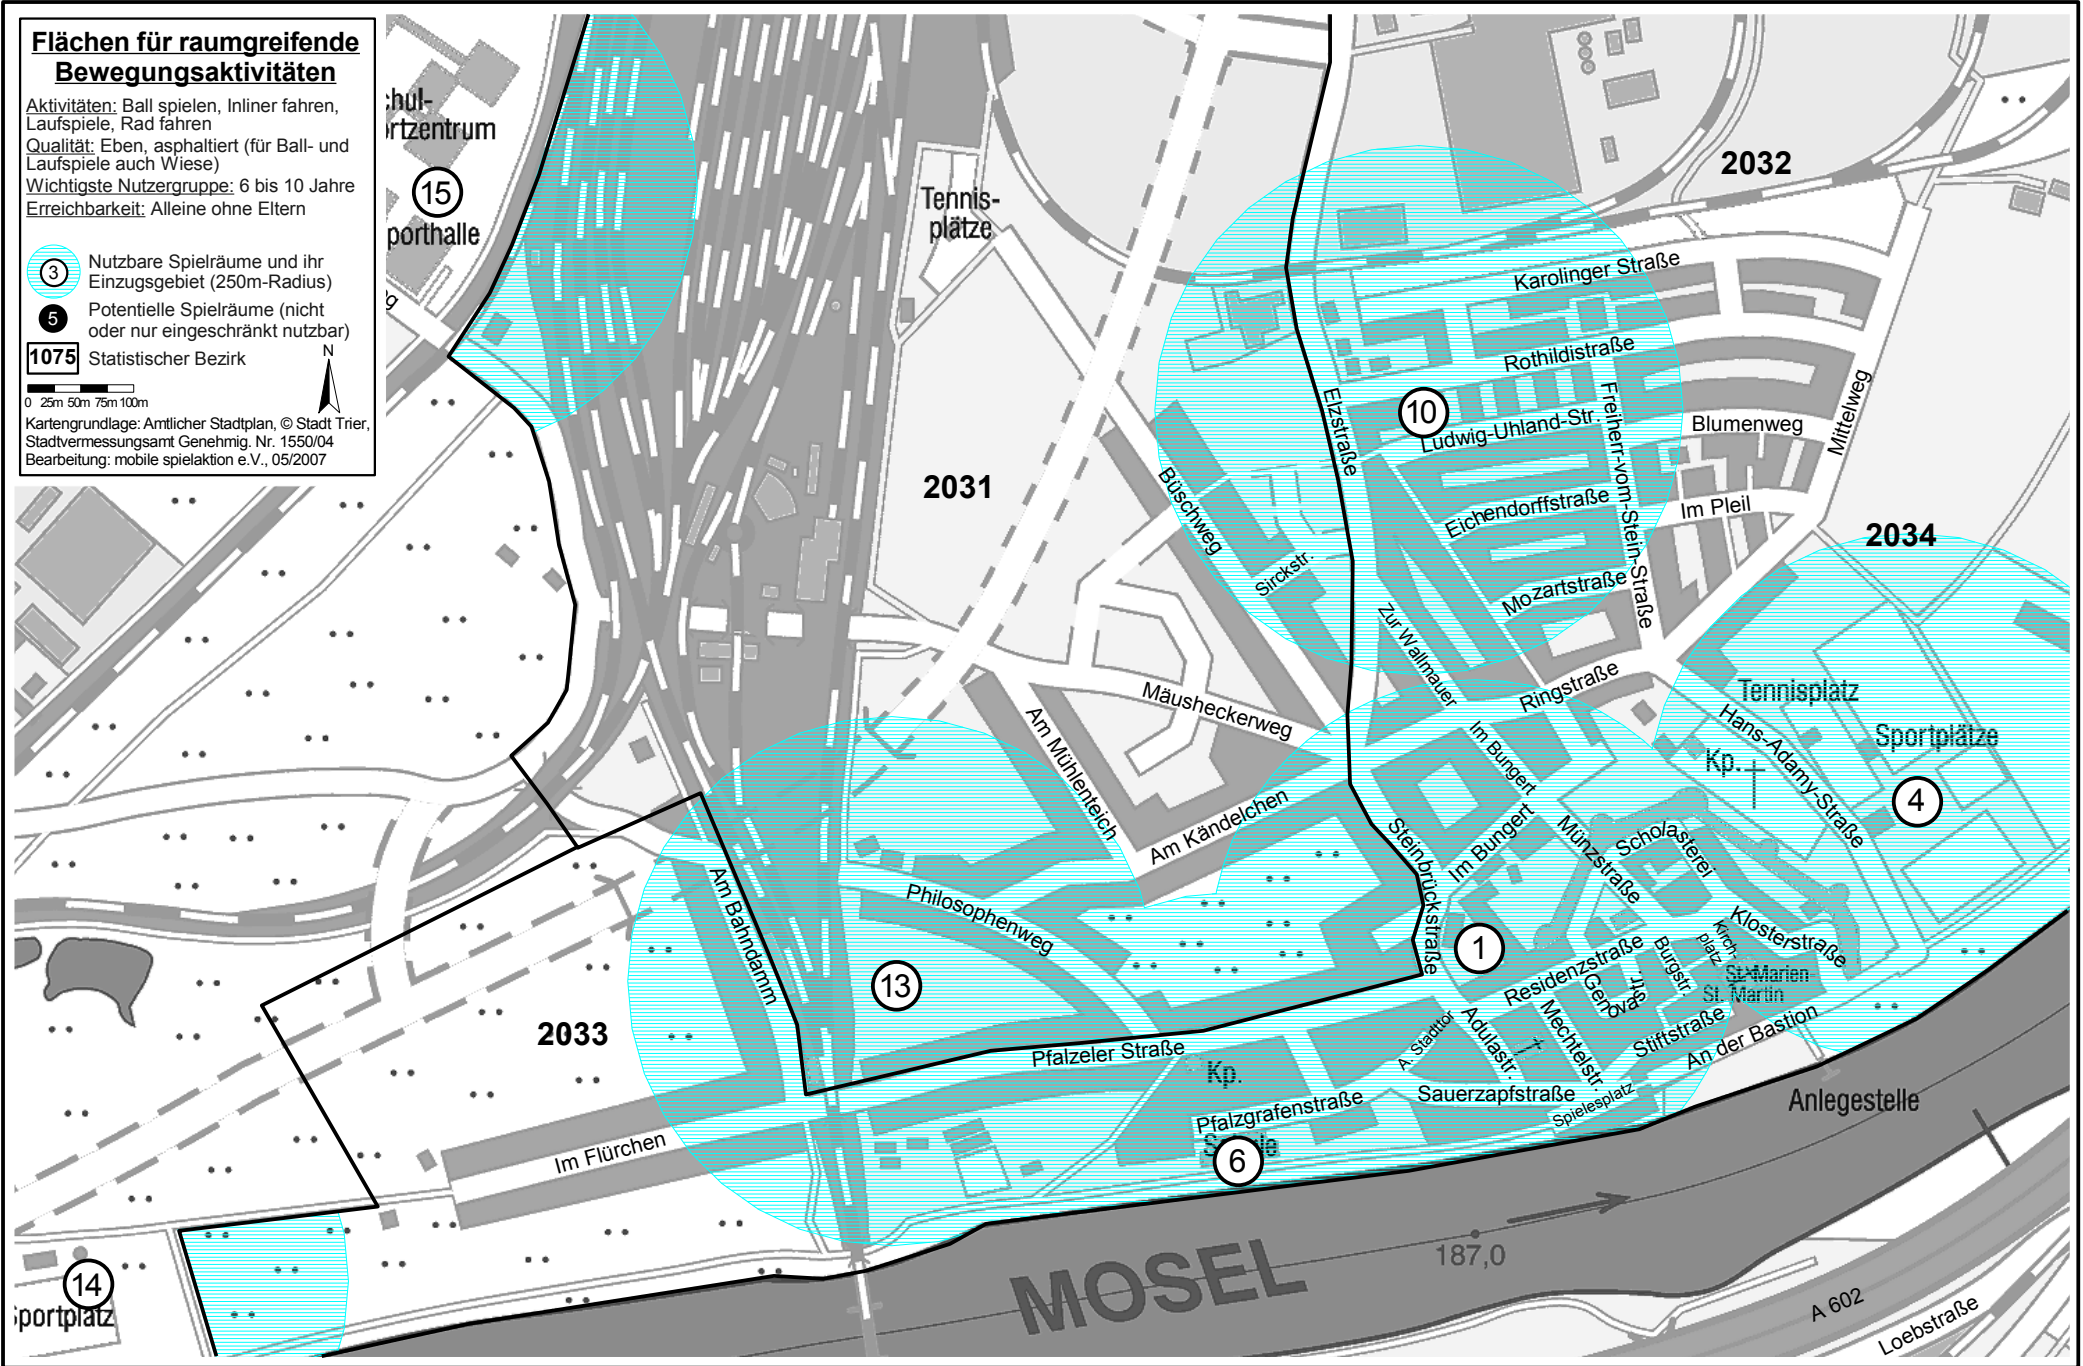 Flächen für raumgreifende
Bewegungsaktivitäten
Aktivitäten: Ball spielen, Inliner fahren,
Laufspiele, Rad fahren
Qualität: Eben, asphaltiert (für Ball- und
Laufspiele auch Wiese)
Wichtigste Nutzergruppe: 6 bis 10 Jahre
Erreichbarkeit: Alleine ohne Eltern
3 Nutzbare Spielräume und ihr
Einzugsgebiet (250m-Radius)
5 Potentielle Spielräume (nicht
oder nur eingeschränkt nutzbar)
1075 Statistischer Bezirk
N
0 25m 50m 75m 100m
Kartengrundlage: Amtlicher Stadtplan, © Stadt Trier,
Stadtvermessungsamt Genehmig. Nr. 1550/04
Bearbeitung: mobile spielaktion e.V., 05/2007
chul-
ortzentrum
15
porthalle
g
Tennis-
plätze
2032
Karolinger Straße
Rothildistraße
10
Ludwig-Uhland-Str.
Freiherr-vom-Stein-Straße
Elzstraße
Blumenweg
Mittelweg
2031
Büschweg
Eichendorffstraße
Im Pleil
2034
Sirckstr.
Mozartstraße
Zur Wallmauer
Ringstraße
Tennisplatz
Mäusheckerweg
Am Mühlenteich
Im Bungert
Hans-Adamy-Straße
Sportplätze
Kp.
4
Am Kändelchen
Steinbrückstraße
Im Bungert
Münzstraße
Scholasterei
Am Bahndamm
Philosophenweg
1
Klosterstraße
Kirch-
platz
Burgstr.
Residenzstraße
Genovastr.
St. Marien
St. Martin
13
2033
Pfalzeler Straße
Kp.
A. Stadttor
Adulastr.
Mechtelstr.
Stiftstraße
An der Bastion
Sauerzapfstraße
Spielesplatz
Anlegestelle
Pfalzgrafenstraße
Schule
6
Im Flürchen
14
Sportplatz
MOSEL
187,0
A 602
Loebstraße